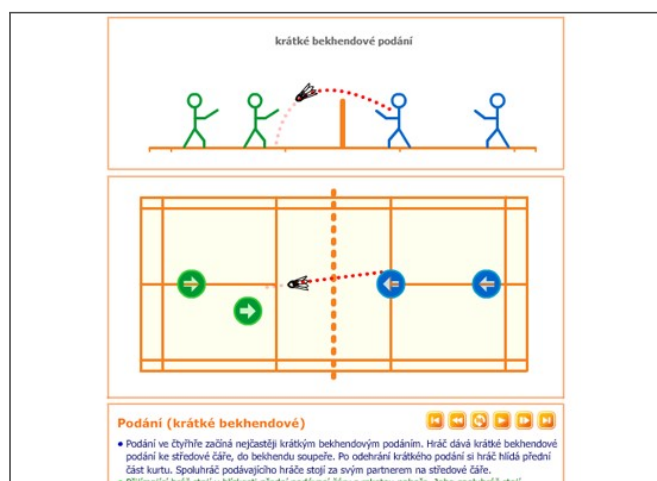 krátké bekhendové podání
Podání (krátké bekhendové)
• Podání ve čtyřhře začíná nejčastěji krátkým bekhendovým podáním. Hráč dává krátké bekhendové
podání ke středové čáře, do bekhendu soupeře. Po odehrání krátkého podání si hráč hlídá přední
část kurtu. Spoluhráč podávajícího hráče stojí za svým partnerem na středové čáře.